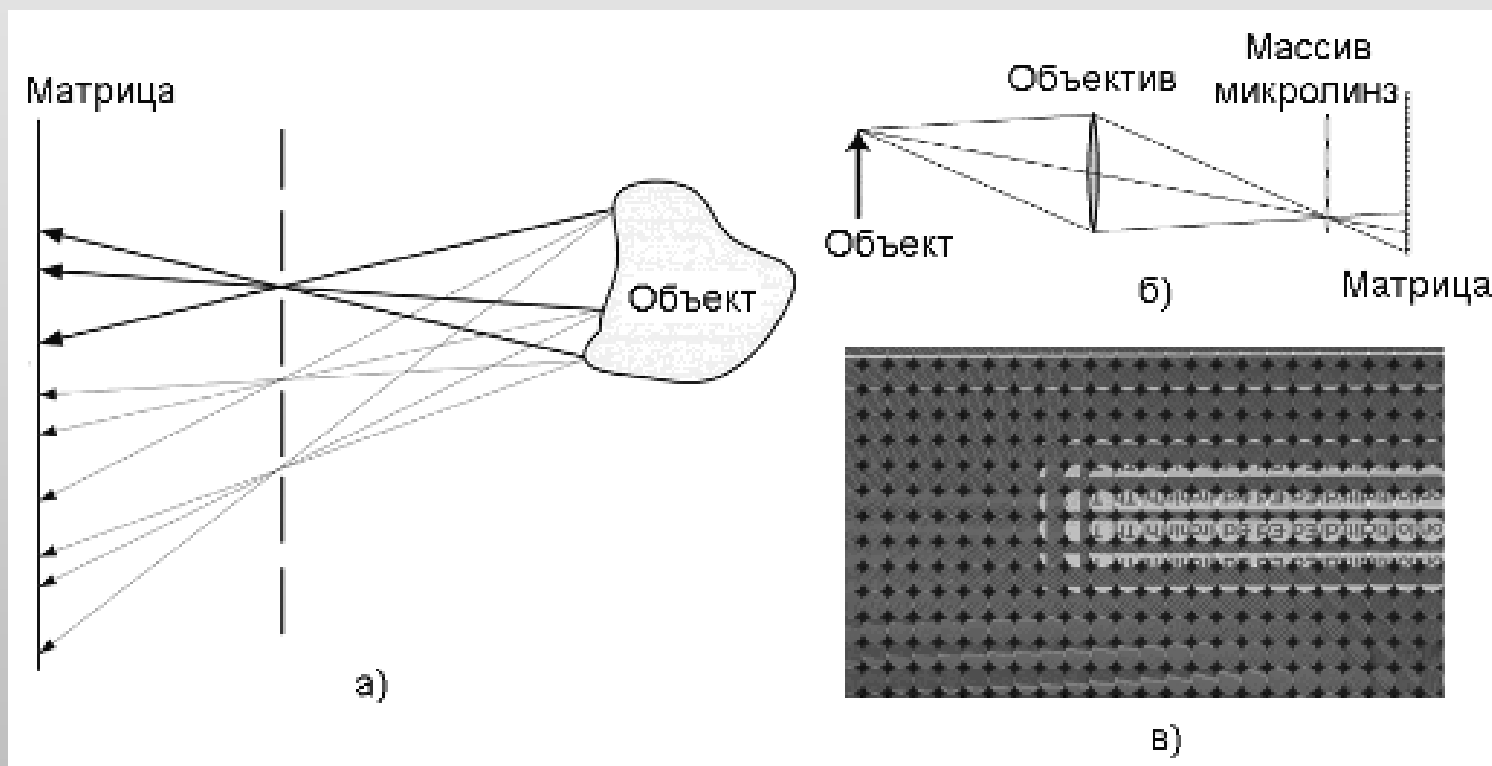 Матрица
Объект
а)
Массив
микролинз
Объектив
Объект
Матрица
б)
в)